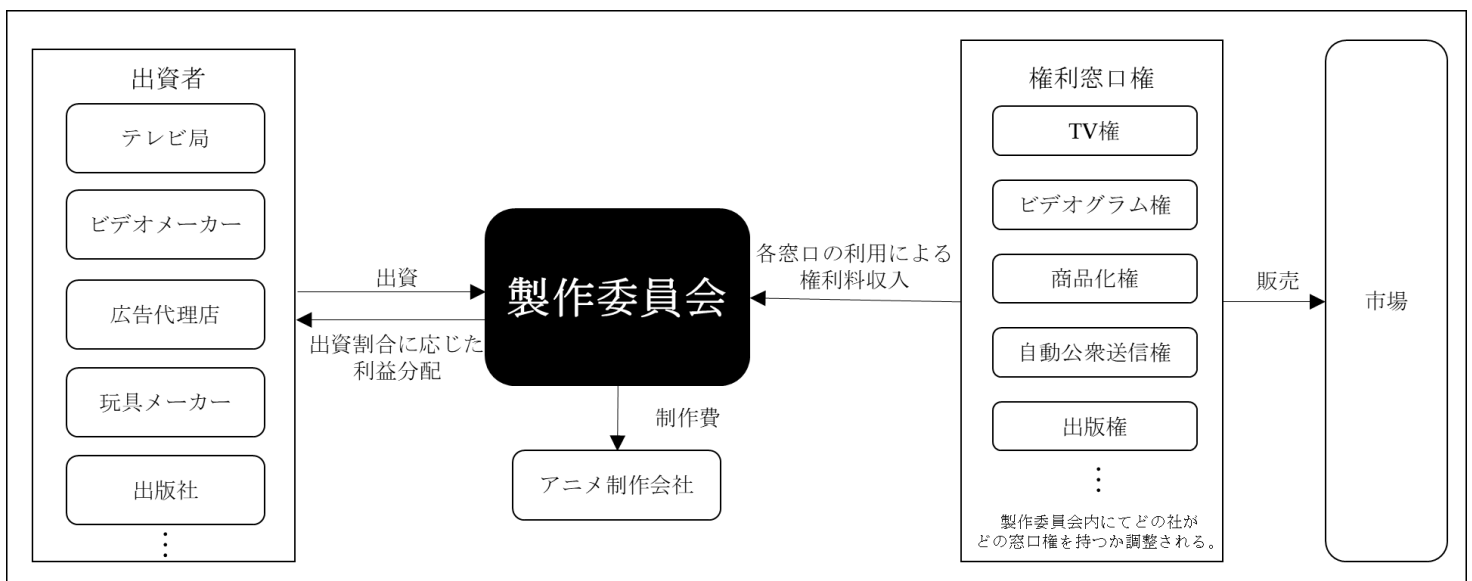 出資者
テレビ局
ビデオメーカー
広告代理店
玩具メーカー
出版社
⋮
出資
出資割合に応じた
利益分配
製作委員会
制作費
アニメ制作会社
各窓口の利用による
権利料収入
権利窓口権
TV権
ビデオグラム権
商品化権
自動公衆送信権
出版権
⋮
製作委員会内にてどの社が
どの窓口権を持つか調整される。
販売
市場